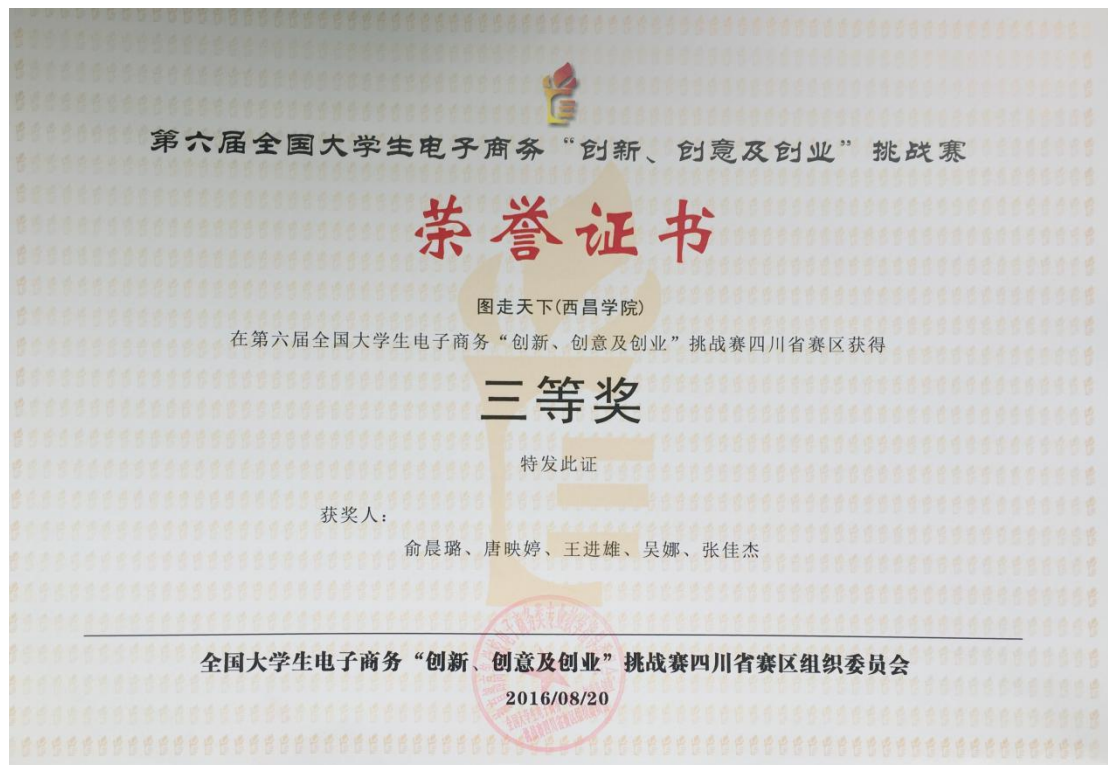 第六届全国大学生电子商务“创新、创意及创业”挑战赛
荣誉证书
图走天下(西昌学院)
在第六届全国大学生电子商务“创新、创意及创业”挑战赛四川省赛区获得
三等奖
特发此证
获奖人：
俞晨璐、唐映婷、王进雄、吴娜、张佳杰
全国大学生电子商务“创新、创意及创业”挑战赛四川省赛区组织委员会
2016/08/20